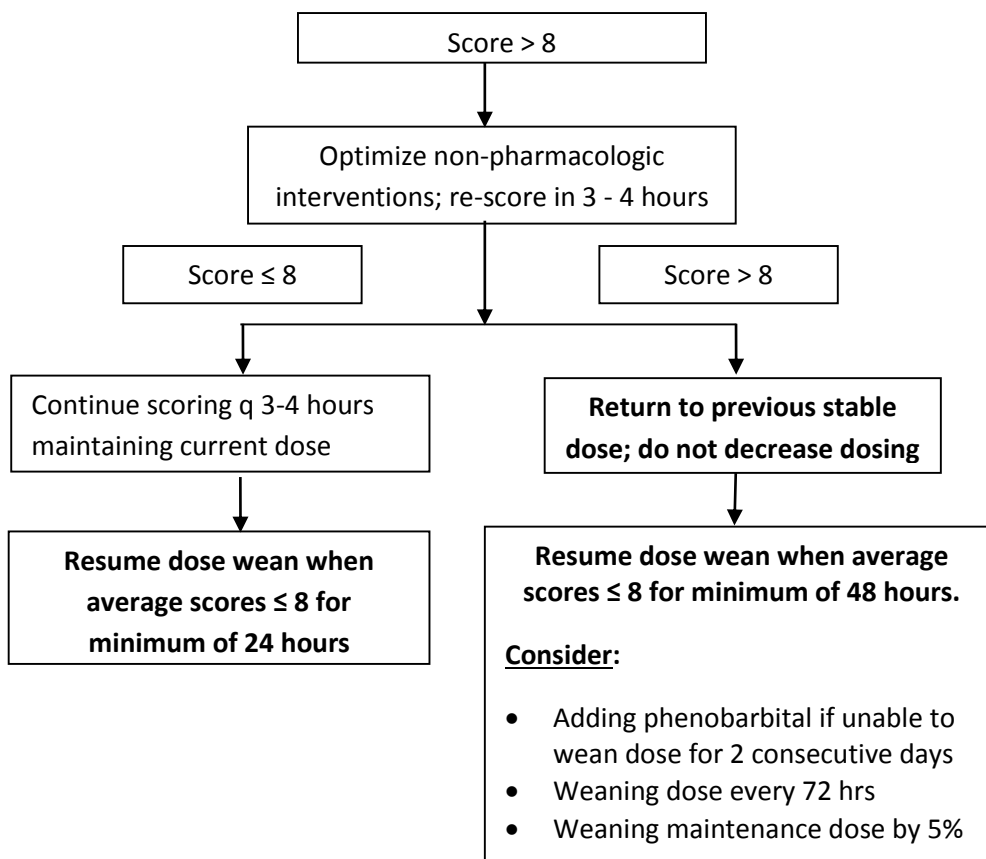 Score > 8
Optimize non-pharmacologic
interventions; re-score in 3 - 4 hours
Score ≤ 8
Score > 8
Continue scoring q 3-4 hours
maintaining current dose
Return to previous stable
dose; do not decrease dosing
Resume dose wean when
average scores ≤ 8 for
minimum of 24 hours
Resume dose wean when average
scores ≤ 8 for minimum of 48 hours.
Consider:
• Adding phenobarbital if unable to
wean dose for 2 consecutive days
• Weaning dose every 72 hrs
• Weaning maintenance dose by 5%